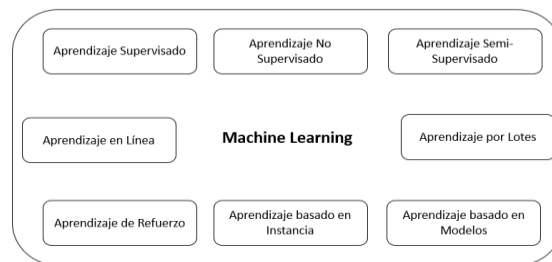 Aprendizaje Supervisado
Aprendizaje No
Supervisado
Aprendizaje Semi-
Supervisado
Aprendizaje en Línea
Machine Learning
Aprendizaje por Lotes
Aprendizaje de Refuerzo
Aprendizaje basado en
Instancia
Aprendizaje basado en
Modelos